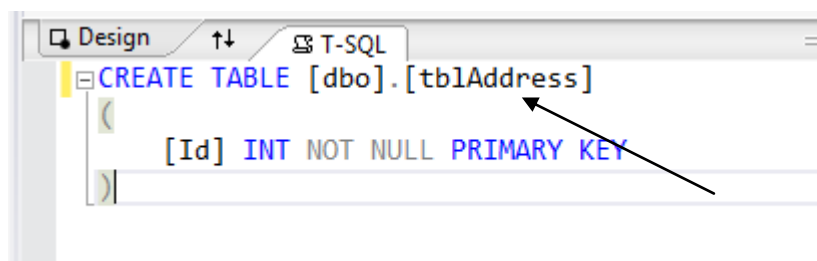 Design ↑↓ T-SQL
CREATE TABLE [dbo].[tblAddress]
(
[Id] INT NOT NULL PRIMARY KEY
)